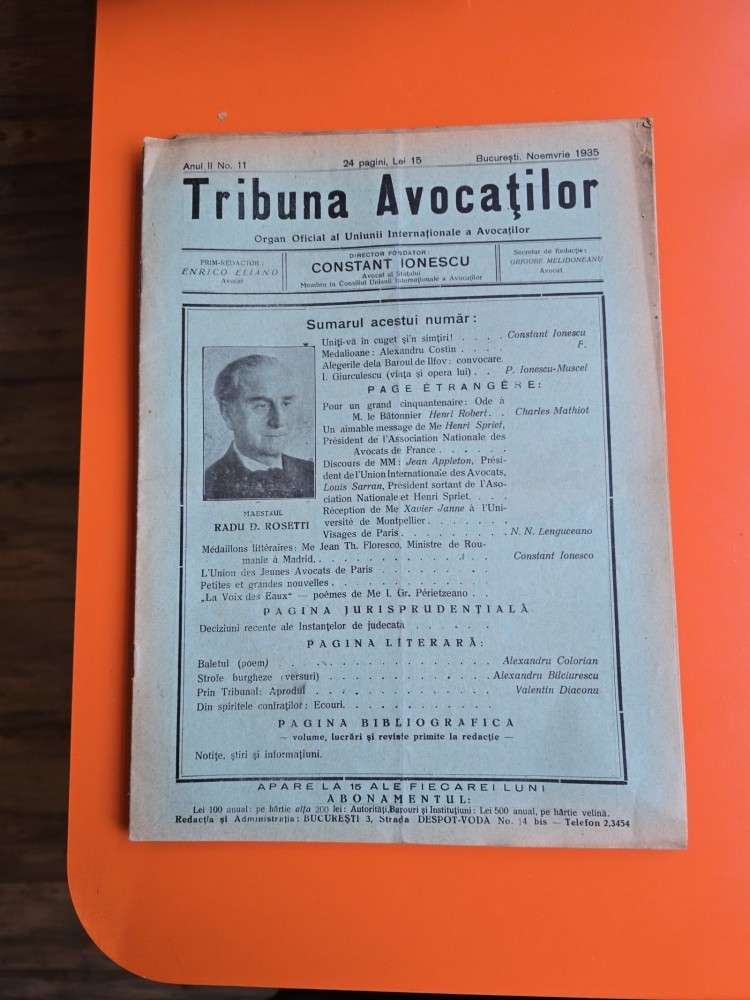 Anul II No. 11 24 pagini, Lei 15 Bucureşti, Noemvrie 1935
Tribuna Avocaţilor
Organ Oficial al Uniunii Internaţionale a Avocaţilor
PRIM-REDACTOR:
ENRICO ELIANO
Avocat
DIRECTOR FONDATOR:
CONSTANT IONESCU
Avocat al Statului
Membru în Consiliul Uniunii Internaţionale a Avocaţilor
Secretar de Redacţie:
GRIGORE MELIDONEANU
Avocat
Sumarul acestui număr:
Uniţi-vă în cuget şi'n simţiri! . . . . Constant Ionescu
Medalioane: Alexandru Costin . . . . F.
Alegerile dela Baroul de Ilfov: convocare.
I. Giurculescu (viaţa şi opera lui) . . P. Ionescu-Muscel
PAGE ÉTRANGÈRE:
Pour un grand cinquantenaire: Ode à
M. le Bâtonnier Henri Robert. . Charles Mathiot
Un aimable message de Me Henri Spriet,
Président de l'Association Nationale des
Avocats de France . . . . . .
Discours de MM: Jean Appleton, Prési-
dent de l'Union Internationale des Avocats,
Louis Sarran, Président sortant de l'Aso-
ciation Nationale et Henri Spriet. . . .
Réception de Me Xavier Janne à l'Uni-
versité de Montpellier. . . . . . .
Visages de Paris . . . . . . . . . N. N. Lenguceano
MAESTRUL
RADU D. ROSETTI
Médaillons littéraires: Me Jean Th. Floresco, Ministre de Rou-
manie à Madrid. . . . . . . . . . . Constant Ionesco
L'Union des Jeunes Avocats de Paris . . . . . . . .
Petites et grandes nouvelles . . . . . . . . . . .
„La Voix des Eaux“ — poèmes de Me I. Gr. Périetzeano . .
PAGINA JURISPRUDENŢIALĂ
Deciziuni recente ale Instanţelor de judecată . . . . . .
PAGINA LITERARĂ:
Baletul (poem) . . . . . . . . . . . . . . Alexandru Colorian
Strofe burgheze (versuri) . . . . . . . . . . . Alexandru Bilciurescu
Prin Tribunal: Aprodul . . . . . . . . . . . . Valentin Diaconu
Din spiritele confraţilor: Ecouri. . . . . . . . . . .
PAGINA BIBLIOGRAFICA
— volume, lucrări şi reviste primite la redacţie —
Notiţe, ştiri şi informaţiuni.
APARE LA 15 ALE FIECAREI LUNI
ABONAMENTUL:
Lei 100 anual: pe hârtie alfa 200 lei: Autorităţi, Barouri şi Instituţiuni: Lei 500 anual, pe hârtie velină.
Redacţia şi Administraţia: BUCUREŞTI 3, Strada DESPOT-VODA No. 14 bis — Telefon 2,3454